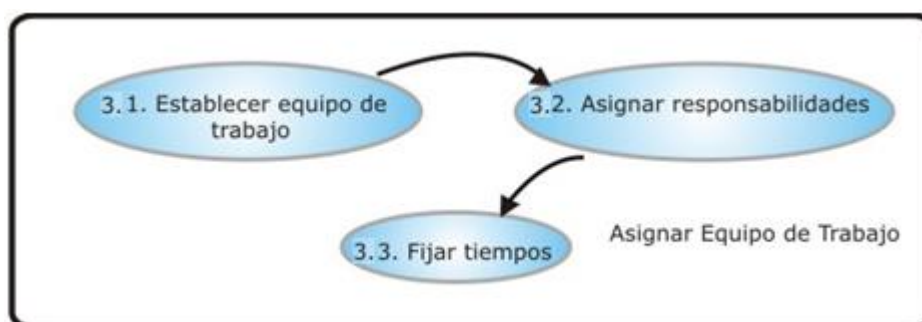 3.1. Establecer equipo de
trabajo
3.2. Asignar responsabilidades
3.3. Fijar tiempos
Asignar Equipo de Trabajo